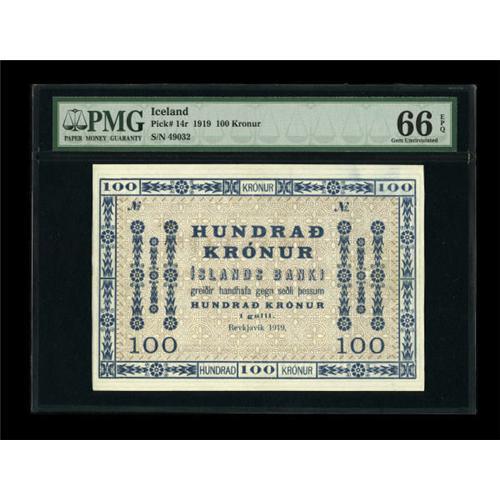 PMG
PAPER MONEY GUARANTY
Iceland
Pick# 14r 1919 100 Kronur
S/N 49032
66 EPQ
Gem Uncirculated
100 KRÓNUR 100
№ №
HUNDRAÐ
KRÓNUR
ÍSLANDS BANKI
greiðir handhafa gegn seðli þessum
HUNDRAÐ KRÓNUR
í gulli.
Reykjavík 1919.
100 100
HUNDRAÐ 100 KRÓNUR